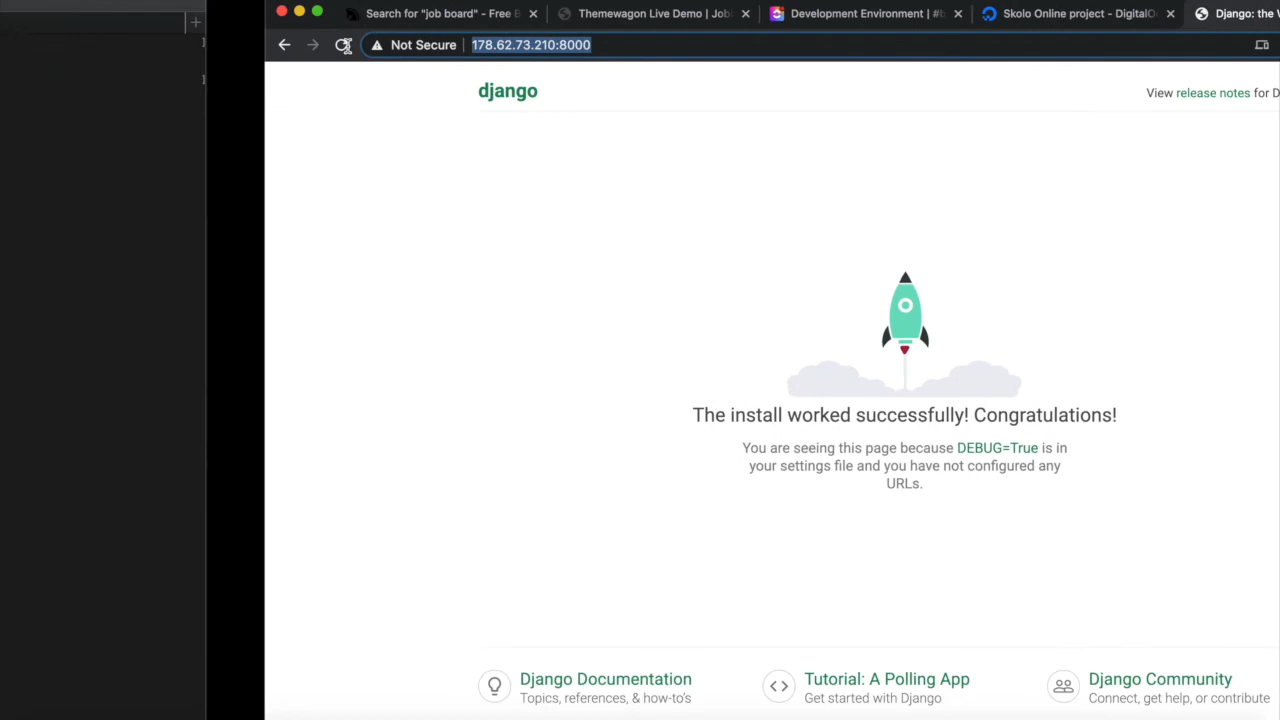 Search for "job board" - Free
Themewagon Live Demo | Job
Development Environment | #b
Skolo Online project - DigitalO
Django: the
Not Secure | 178.62.73.210:8000
django
View release notes for D
The install worked successfully! Congratulations!
You are seeing this page because DEBUG=True is in
your settings file and you have not configured any
URLs.
Django Documentation
Topics, references, & how-to's
Tutorial: A Polling App
Get started with Django
Django Community
Connect, get help, or contribute